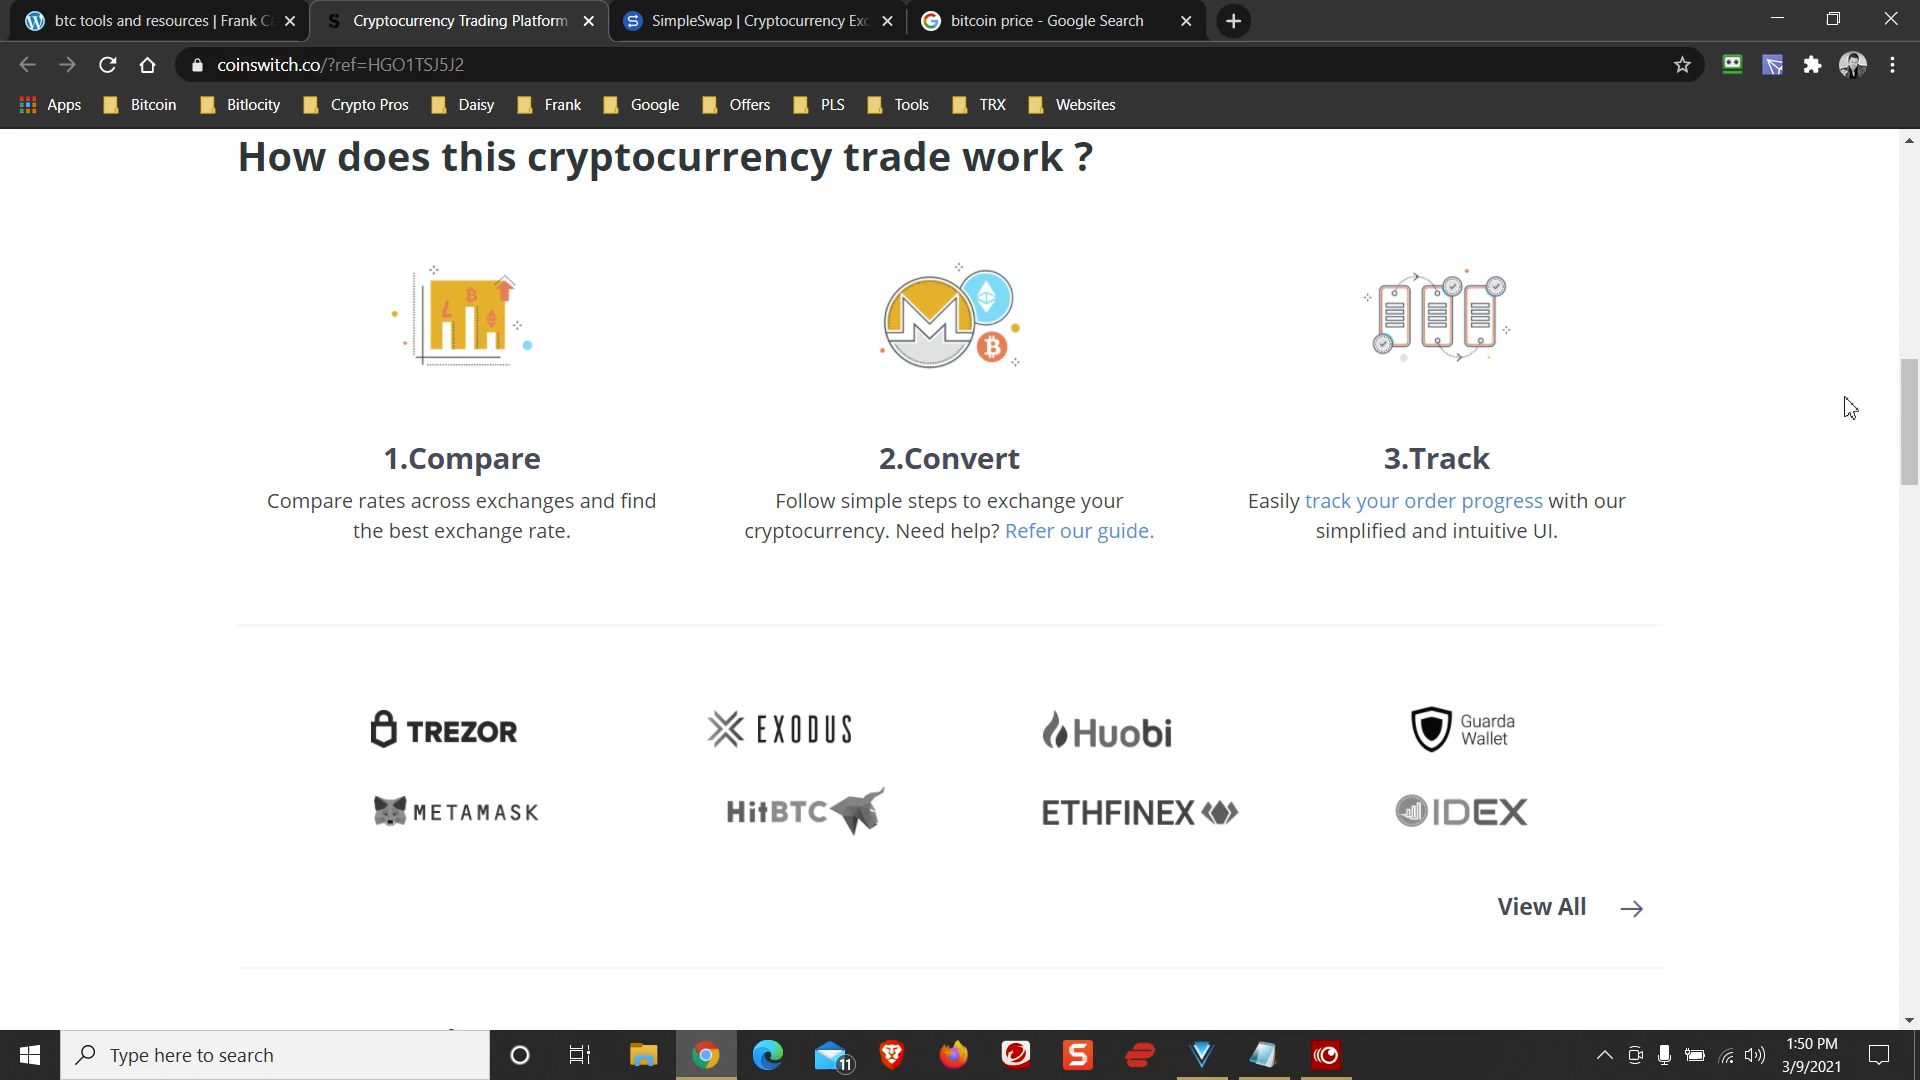 btc tools and resources | Frank Ca
Cryptocurrency Trading Platform
SimpleSwap | Cryptocurrency Exc
bitcoin price - Google Search
coinswitch.co/?ref=HGO1TSJ5J2
Apps
Bitcoin
Bitlocity
Crypto Pros
Daisy
Frank
Google
Offers
PLS
Tools
TRX
Websites
How does this cryptocurrency trade work ?
1.Compare
Compare rates across exchanges and find
the best exchange rate.
2.Convert
Follow simple steps to exchange your
cryptocurrency. Need help? Refer our guide.
3.Track
Easily track your order progress with our
simplified and intuitive UI.
TREZOR
EXODUS
Huobi
Guarda
Wallet
METAMASK
HitBTC
ETHFINEX
IDEX
View All
Type here to search
11
1:50 PM
3/9/2021